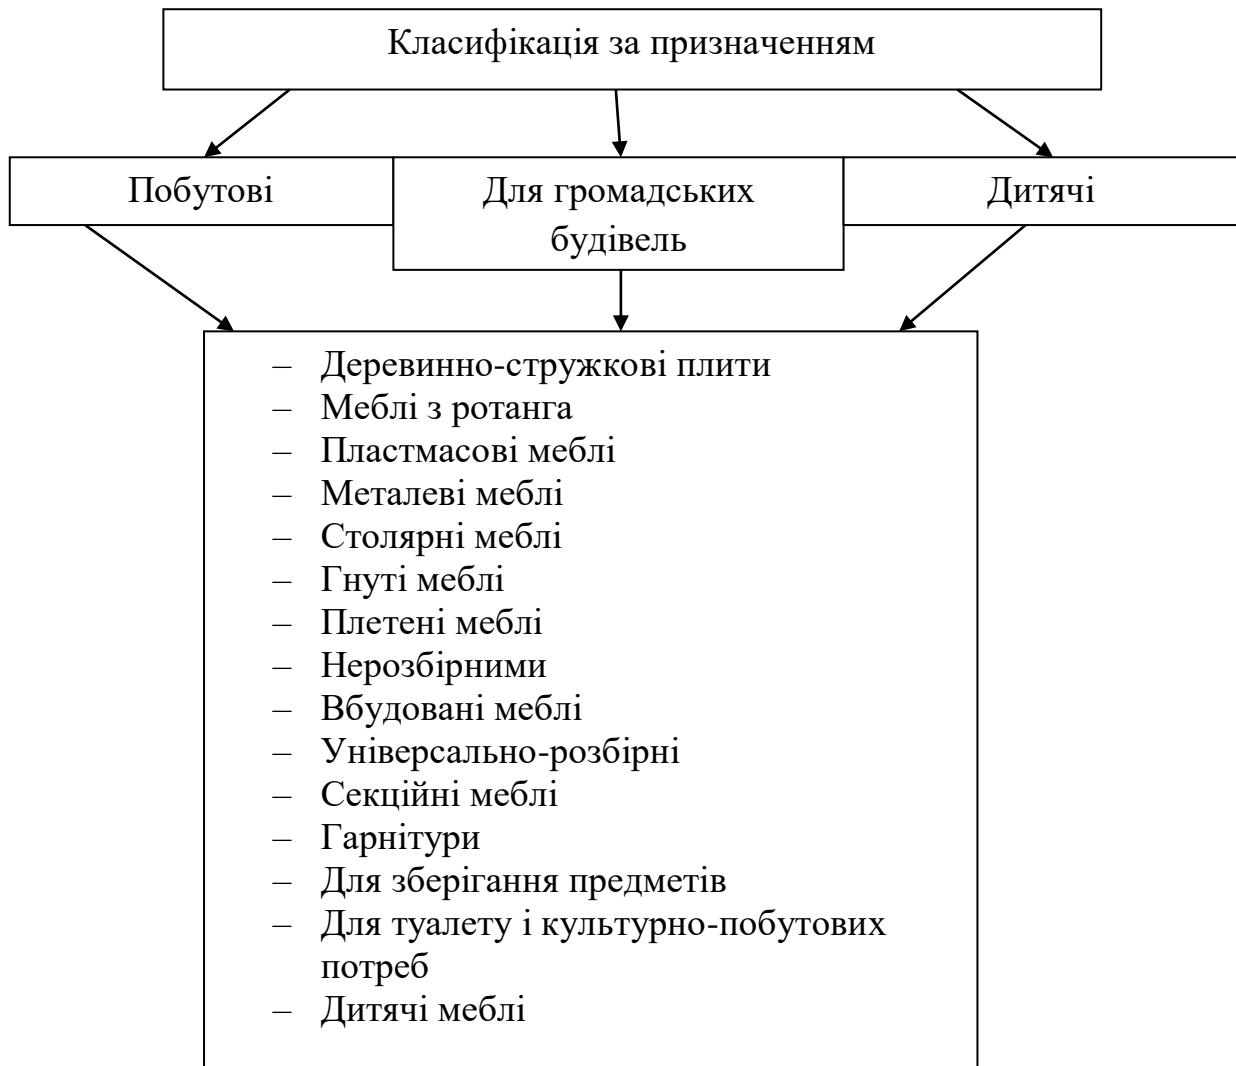 Класифікація за призначенням
Побутові
Для громадських
будівель
Дитячі
– Деревинно-стружкові плити
– Меблі з ротанга
– Пластмасові меблі
– Металеві меблі
– Столярні меблі
– Гнуті меблі
– Плетені меблі
– Нерозбірними
– Вбудовані меблі
– Універсально-розбірні
– Секційні меблі
– Гарнітури
– Для зберігання предметів
– Для туалету і культурно-побутових
потреб
– Дитячі меблі